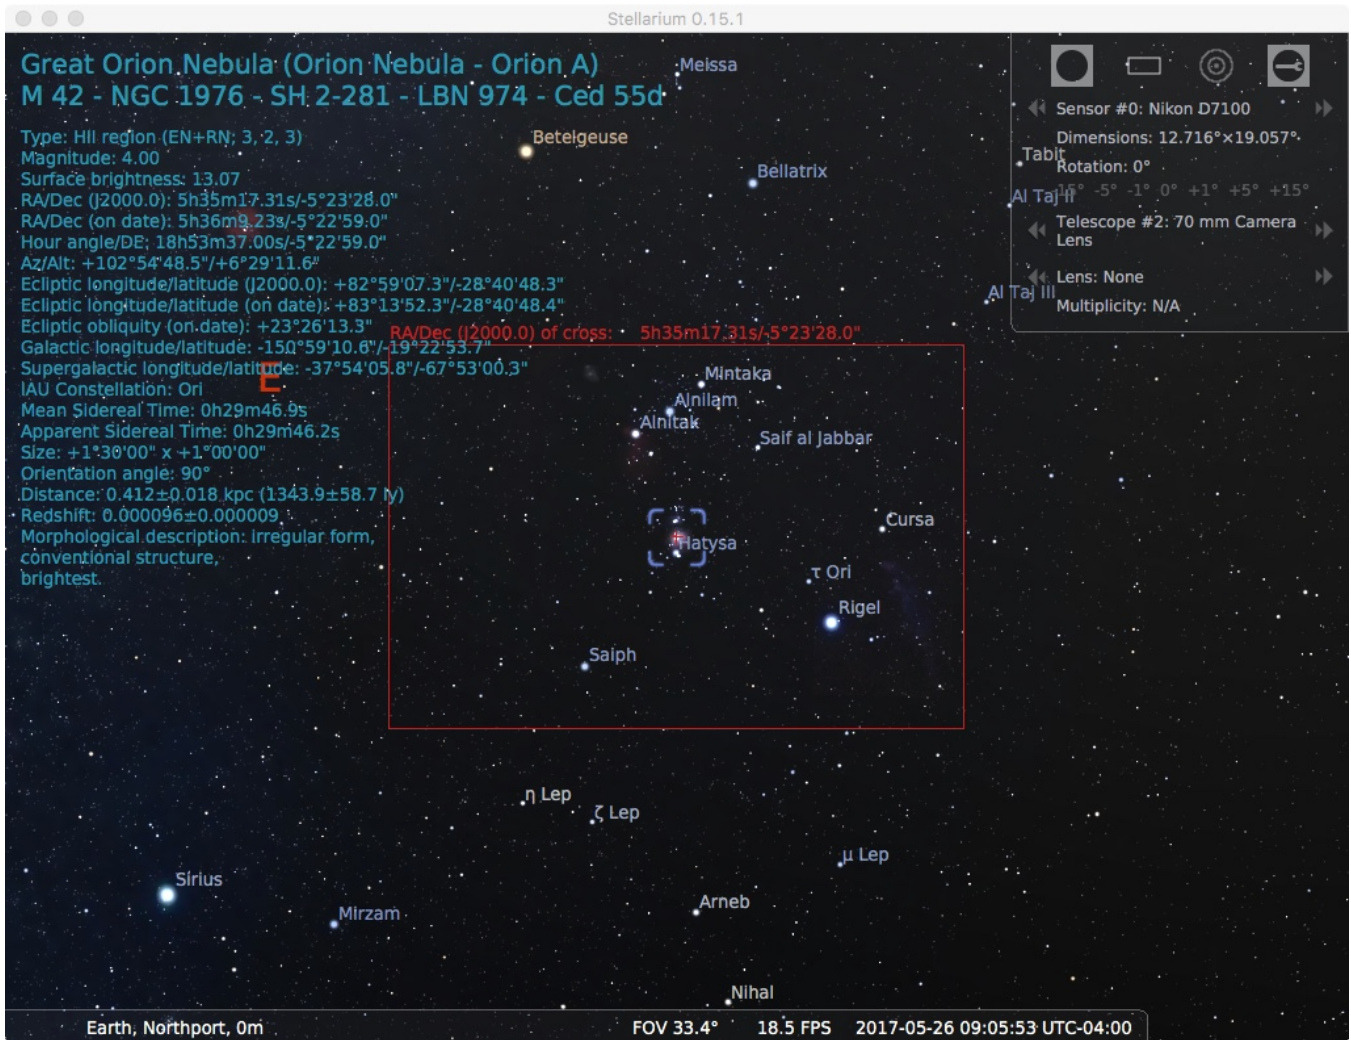 Stellarium 0.15.1
Great Orion Nebula (Orion Nebula - Orion A)
M 42 - NGC 1976 - SH 2-281 - LBN 974 - Ced 55d
Type: HII region (EN+RN; 3, 2, 3)
Magnitude: 4.00
Surface brightness: 13.07
RA/Dec (J2000.0): 5h35m17.31s/-5°23'28.0"
RA/Dec (on date): 5h36m9.23s/-5°22'59.0"
Hour angle/DE: 18h53m37.00s/-5°22'59.0"
Az/Alt: +102°54'48.5"/+6°29'11.6"
Ecliptic longitude/latitude (J2000.0): +82°59'07.3"/-28°40'48.3"
Ecliptic longitude/latitude (on date): +83°13'52.3"/-28°40'48.4"
Ecliptic obliquity (on date): +23°26'13.3"
Galactic longitude/latitude: -150°59'10.6"/-19°22'53.7"
Supergalactic longitude/latitude: -37°54'05.8"/-67°53'00.3"
IAU Constellation: Ori
Mean Sidereal Time: 0h29m46.9s
Apparent Sidereal Time: 0h29m46.2s
Size: +1°30'00" x +1°00'00"
Orientation angle: 90°
Distance: 0.412±0.018 kpc (1343.9±58.7 ly)
Redshift: 0.000096±0.000009
Morphological description: irregular form,
conventional structure,
brightest.
E
Meissa
Betelgeuse
Bellatrix
Sensor #0: Nikon D7100
Dimensions: 12.716°×19.057°
Tabit
Rotation: 0°
-15° -5° -1° 0° +1° +5° +15°
Al Taj II
Telescope #2: 70 mm Camera
Lens
Lens: None
Al Taj III
Multiplicity: N/A
RA/Dec (J2000.0) of cross: 5h35m17.31s/-5°23'28.0"
Mintaka
Alnilam
Alnitak
Saif al Jabbar
Cursa
Hatysa
τ Ori
Rigel
Saiph
η Lep
ζ Lep
μ Lep
Sirius
Mirzam
Arneb
Nihal
Earth, Northport, 0m
FOV 33.4° 18.5 FPS 2017-05-26 09:05:53 UTC-04:00